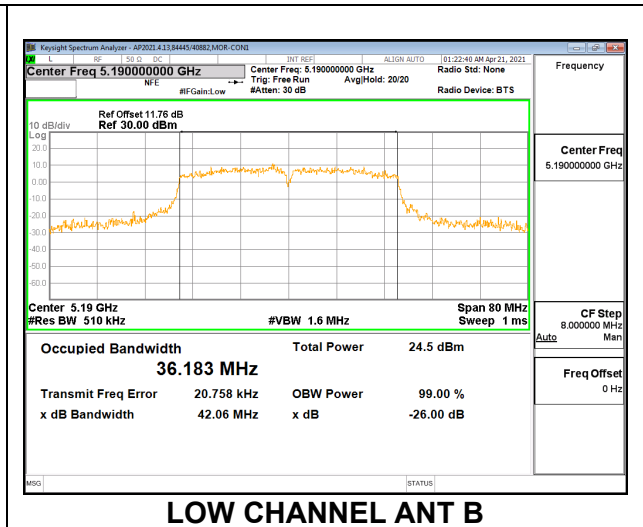 Keysight Spectrum Analyzer - AP2021.4.13,84445/40882,MOR-CON1
L RF 50 Ω DC INT REF ALIGN AUTO 01:22:40 AM Apr 21, 2021
Center Freq 5.190000000 GHz Center Freq: 5.190000000 GHz Radio Std: None Frequency
NFE Trig: Free Run Avg|Hold: 20/20
#IFGain:Low #Atten: 30 dB Radio Device: BTS
Ref Offset 11.76 dB
10 dB/div Ref 30.00 dBm
Log
20.0
10.0
0.00
-10.0
-20.0
-30.0
-40.0
-50.0
-60.0
Center Freq
5.190000000 GHz
Center 5.19 GHz Span 80 MHz
#Res BW 510 kHz #VBW 1.6 MHz Sweep 1 ms
CF Step
8.000000 MHz
Auto Man
Occupied Bandwidth Total Power 24.5 dBm
36.183 MHz
Freq Offset
0 Hz
Transmit Freq Error 20.758 kHz OBW Power 99.00 %
x dB Bandwidth 42.06 MHz x dB -26.00 dB
MSG STATUS
LOW CHANNEL ANT B